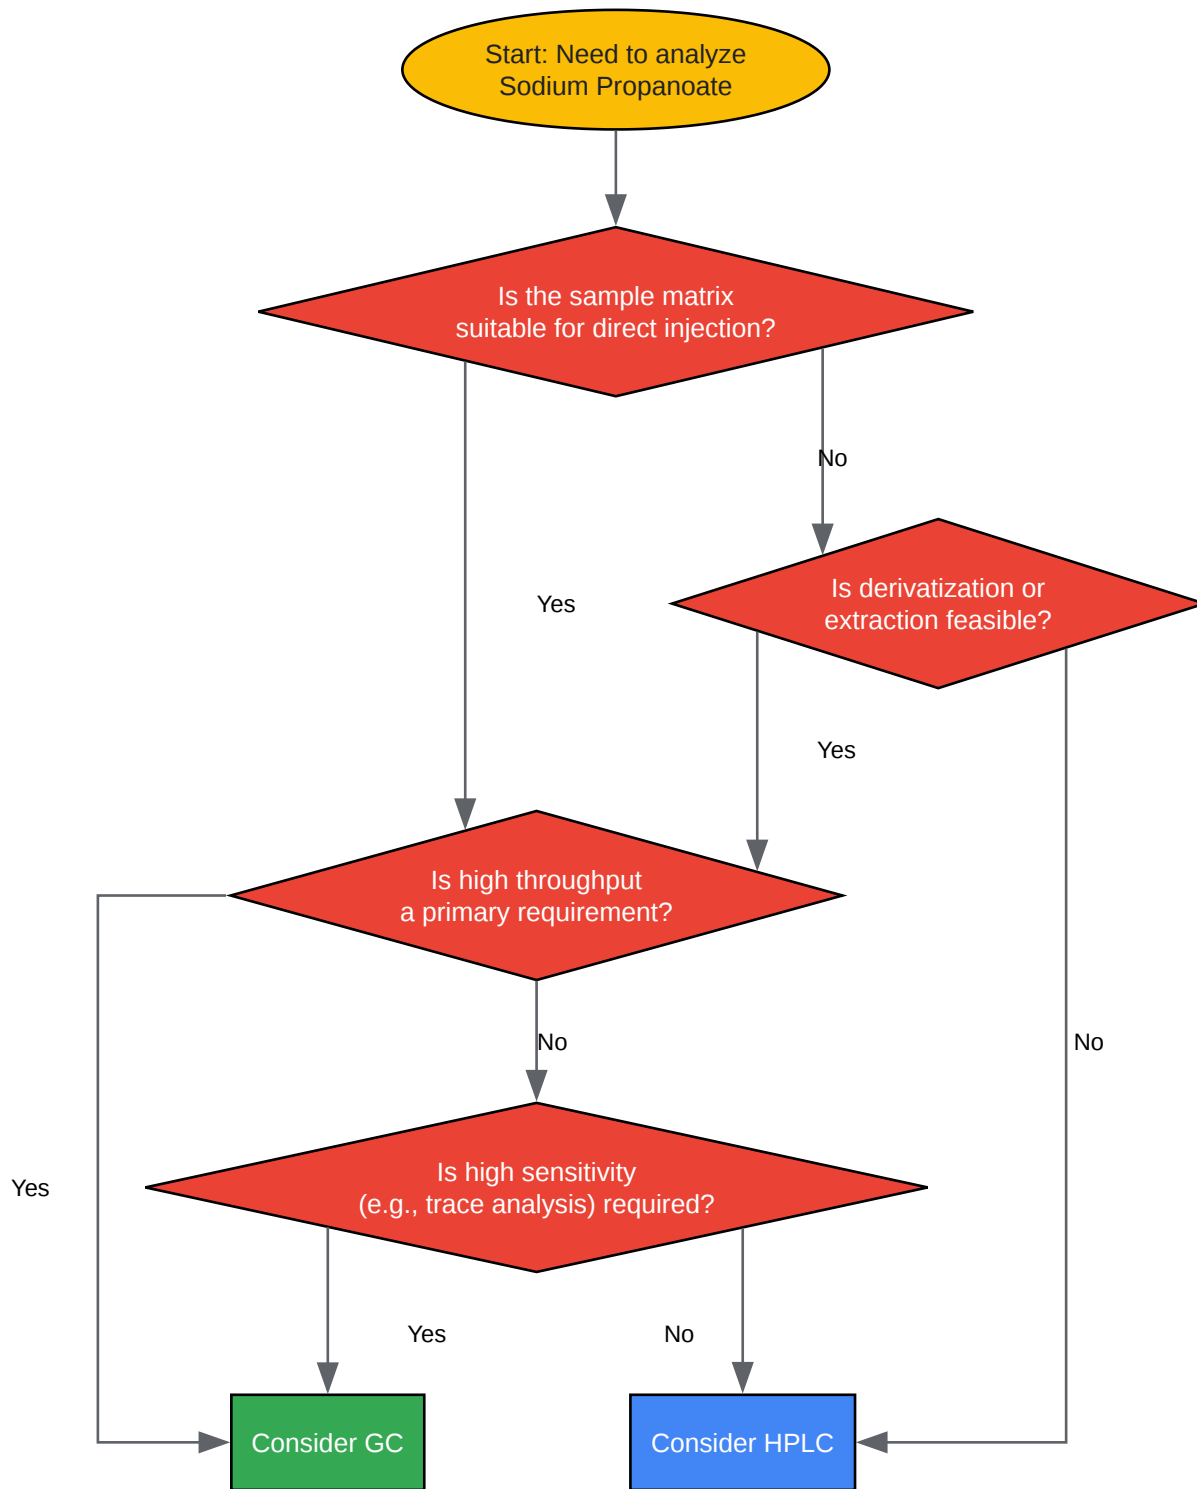 Start: Need to analyze
Sodium Propanoate
Is the sample matrix
suitable for direct injection?
No
Is derivatization or
extraction feasible?
Yes
Yes
Is high throughput
a primary requirement?
No
No
Is high sensitivity
(e.g., trace analysis) required?
Yes
Yes
No
Consider GC
Consider HPLC